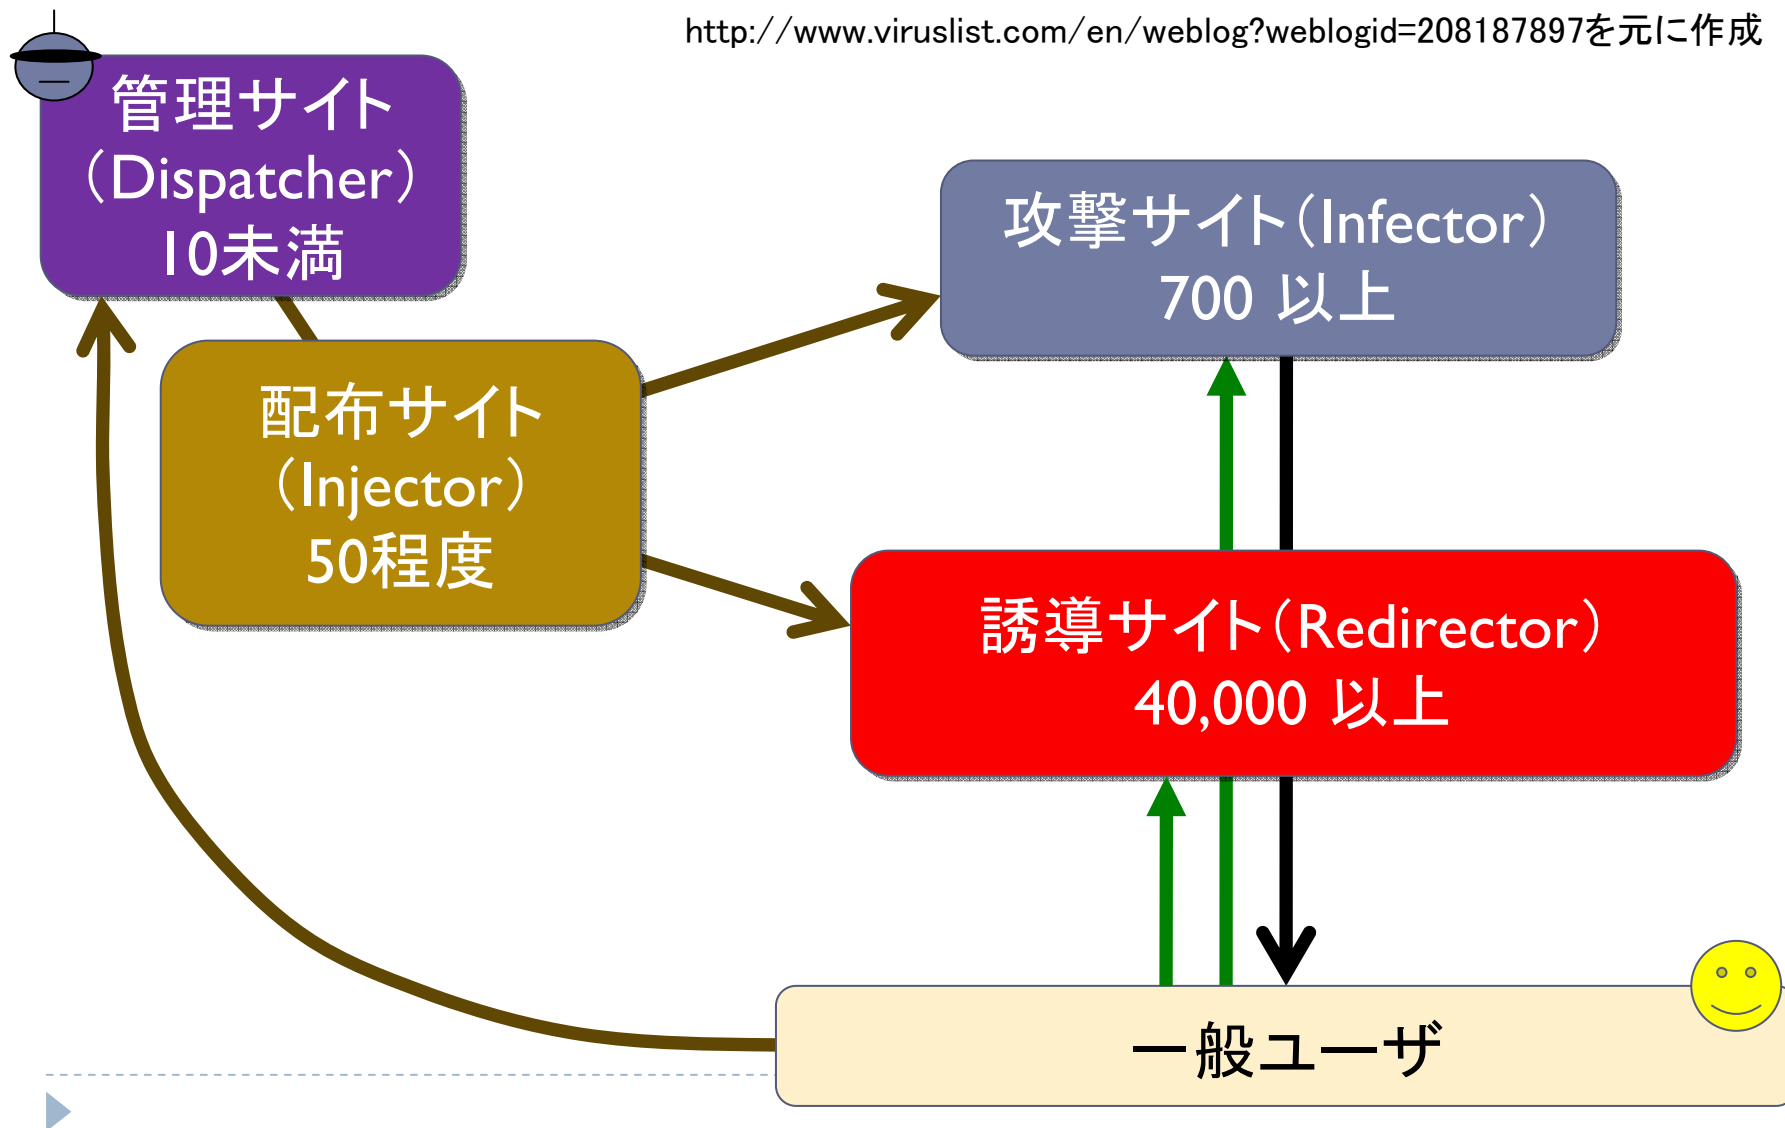 http://www.viruslist.com/en/weblog?weblogid=208187897を元に作成
管理サイト
（Dispatcher）
10未満
攻撃サイト（Infector）
700 以上
配布サイト
（Injector）
50程度
誘導サイト（Redirector）
40,000 以上
一般ユーザ